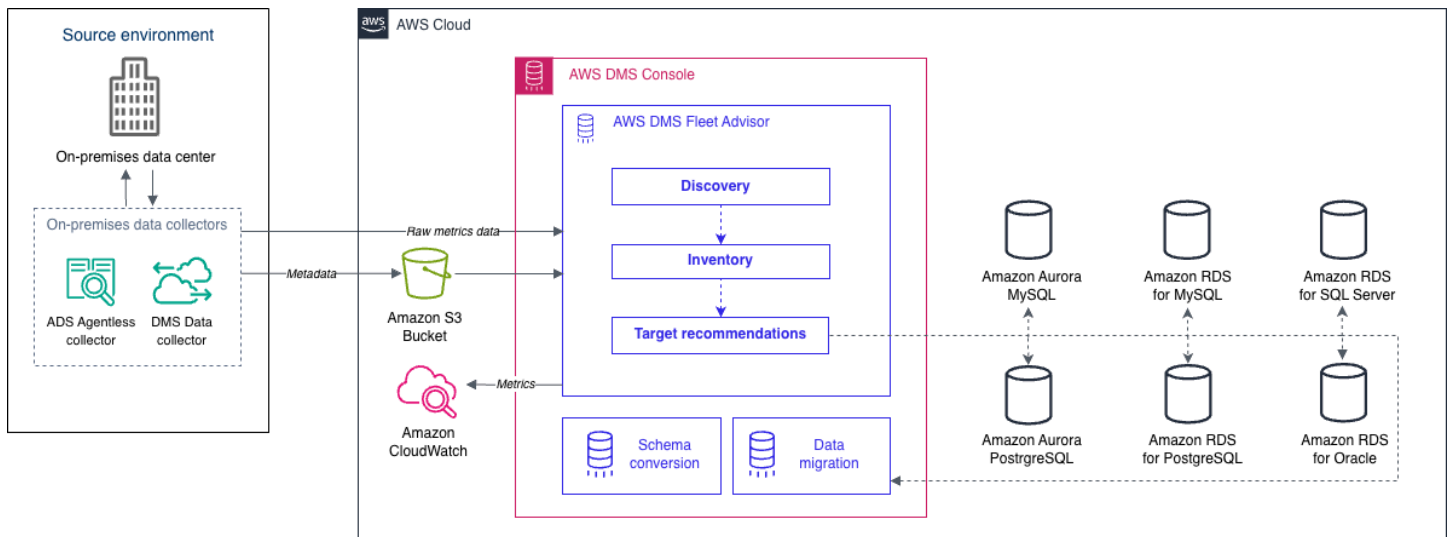 Source environment
On-premises data center
On-premises data collectors
ADS Agentless
collector
DMS Data
collector
aws
AWS Cloud
Raw metrics data
Metadata
Amazon S3
Bucket
Metrics
Amazon
CloudWatch
AWS DMS Console
AWS DMS Fleet Advisor
Discovery
Inventory
Target recommendations
Schema
conversion
Data
migration
Amazon Aurora
MySQL
Amazon RDS
for MySQL
Amazon RDS
for SQL Server
Amazon Aurora
PostrgreSQL
Amazon RDS
for PostgreSQL
Amazon RDS
for Oracle